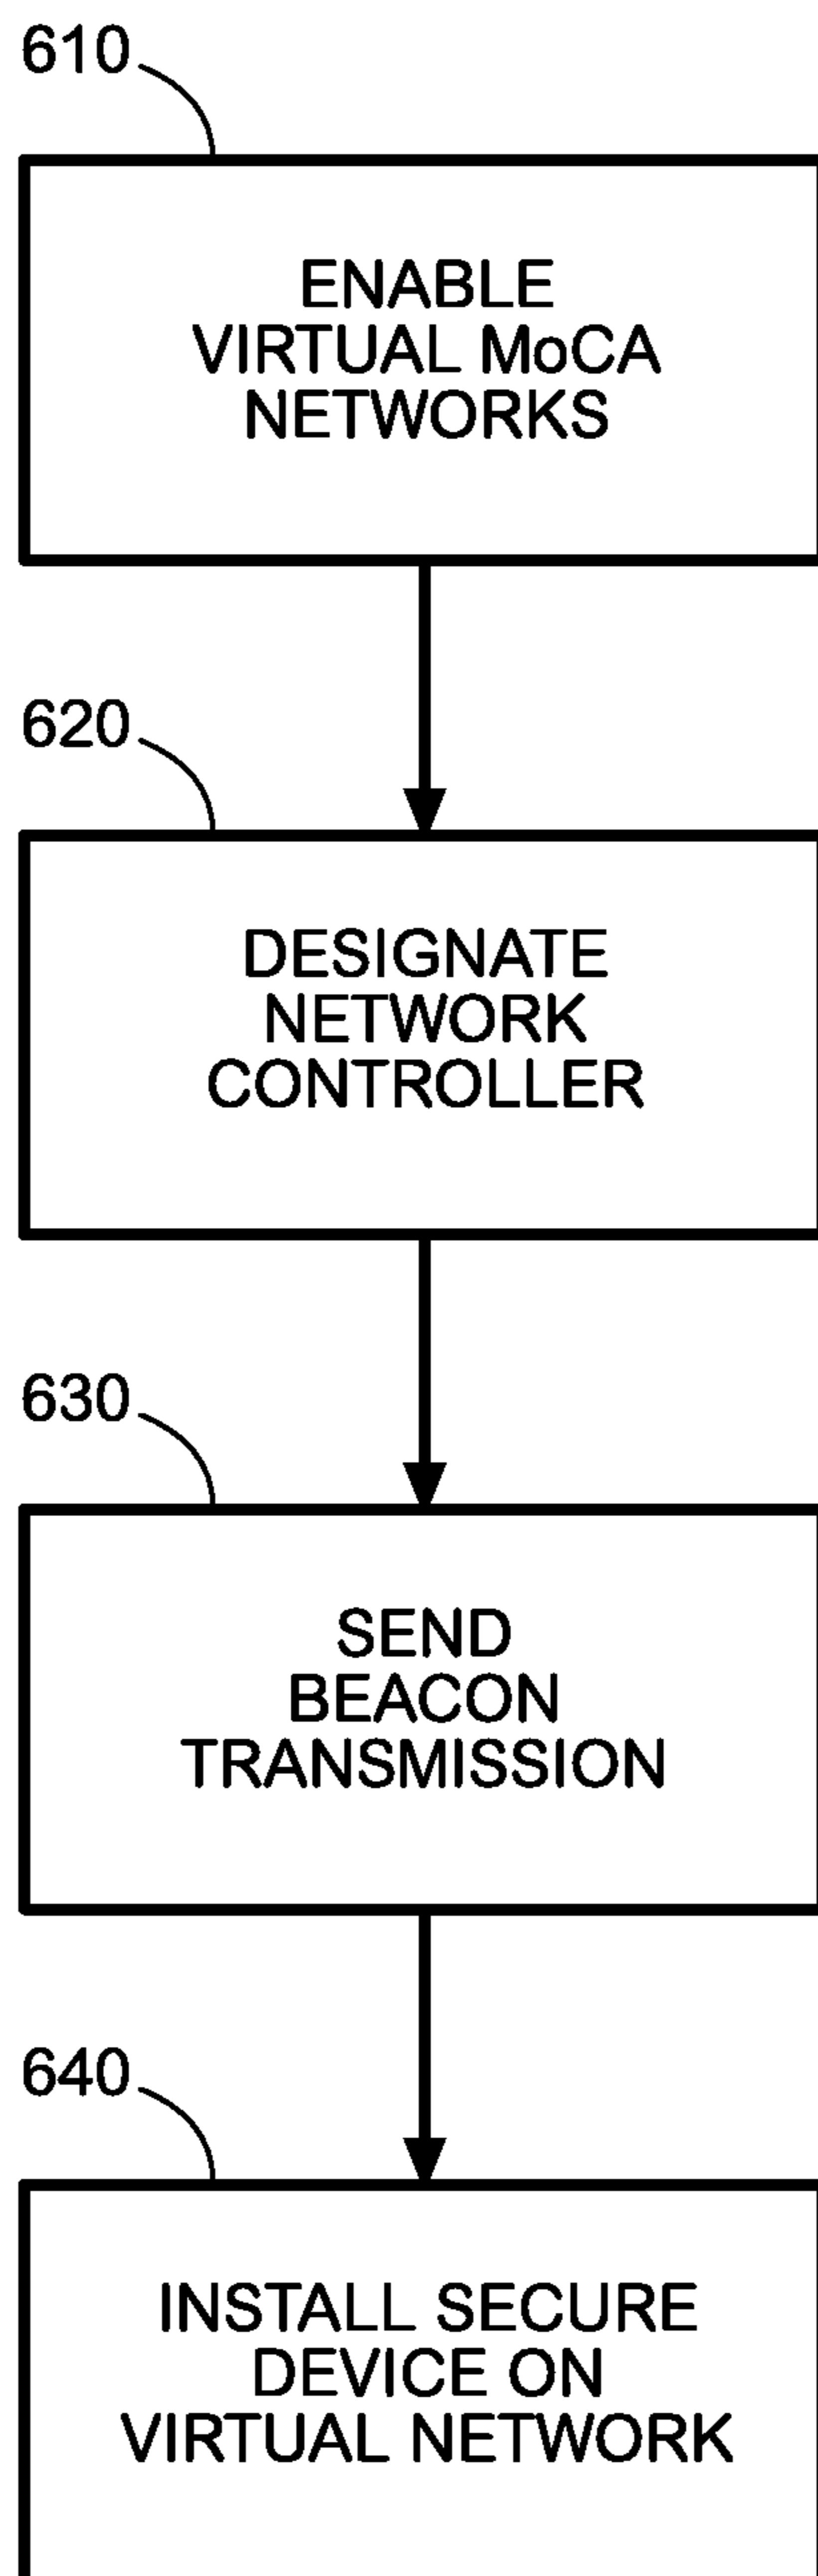 610
ENABLE
VIRTUAL MoCA
NETWORKS
620
DESIGNATE
NETWORK
CONTROLLER
630
SEND
BEACON
TRANSMISSION
640
INSTALL SECURE
DEVICE ON
VIRTUAL NETWORK